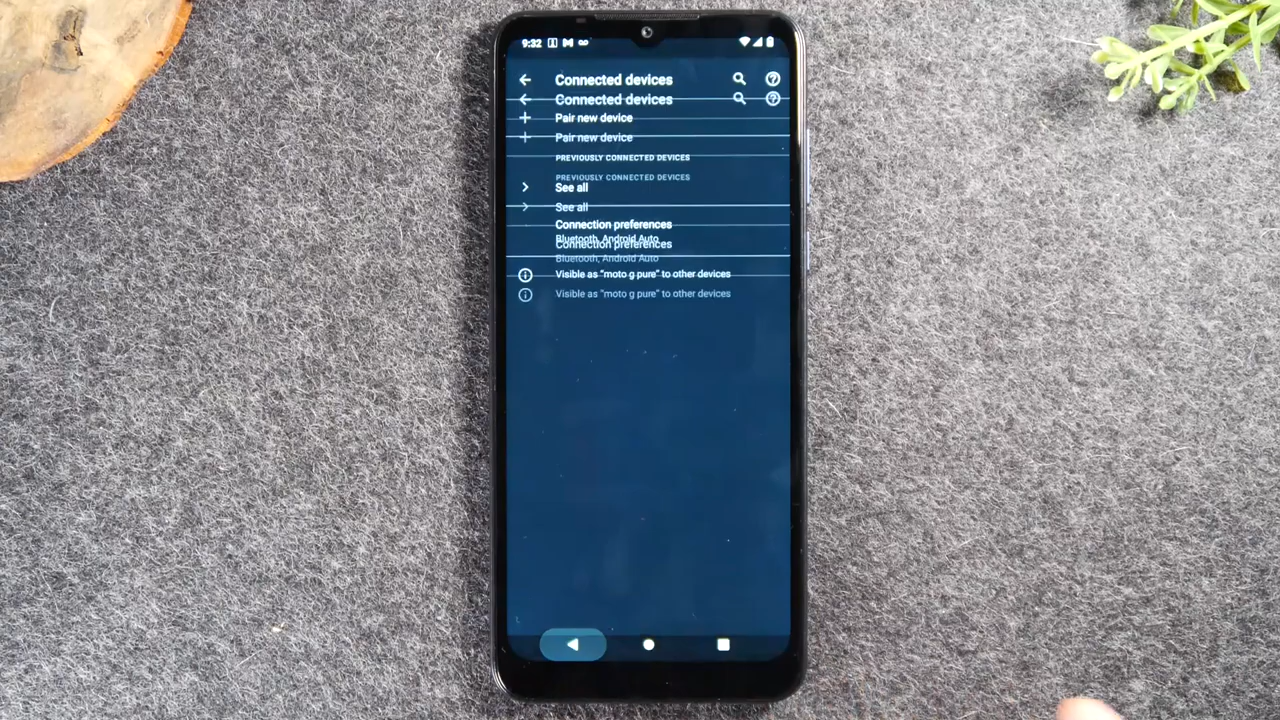 9:32
Connected devices
Connected devices
Pair new device
Pair new device
PREVIOUSLY CONNECTED DEVICES
PREVIOUSLY CONNECTED DEVICES
See all
See all
Connection preferences
Bluetooth, Android Auto
Connection preferences
Bluetooth, Android Auto
Visible as "moto g pure" to other devices
Visible as "moto g pure" to other devices